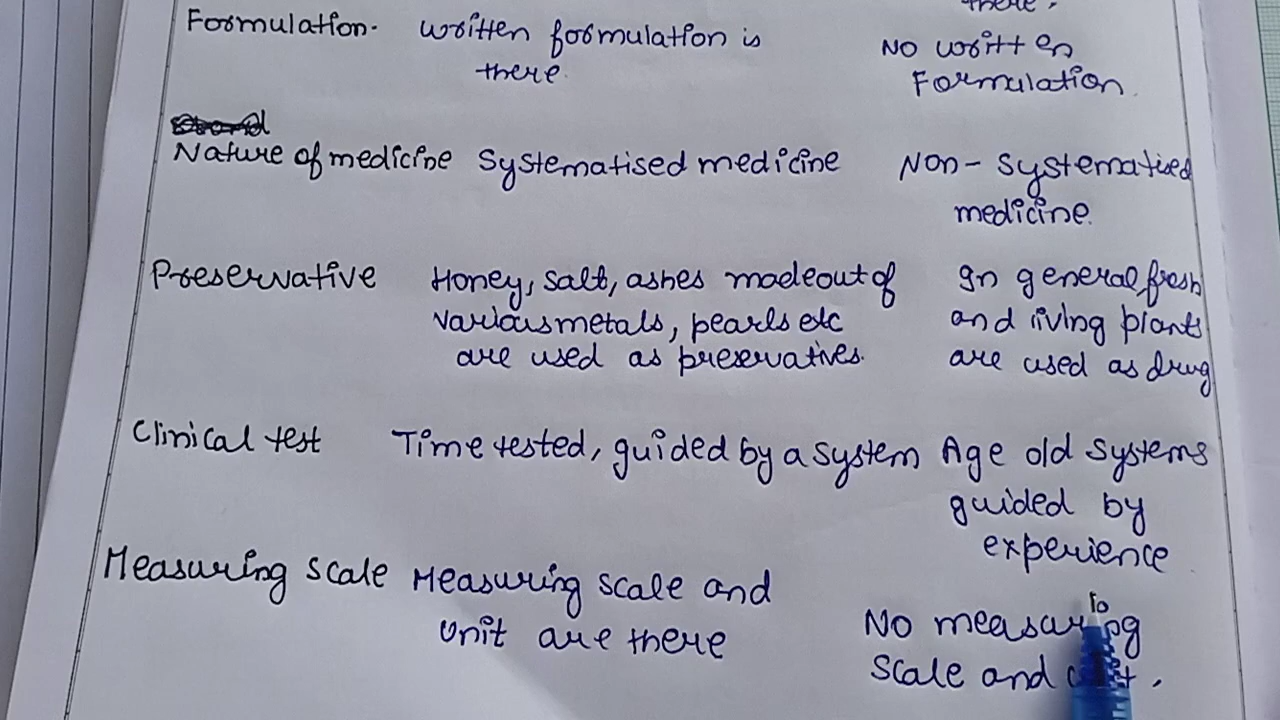 there.
Formulation. written formulation is NO written
there. Formulation.
Nature of medicine Systematised medicine Non-systematised
medicine.
Preservative Honey, salt, ashes made out of In general, fresh
various metals, pearls etc and living plants
are used as preservatives. are used as drug
Clinical test Time tested, guided by a system Age old systems
guided by
experience
Measuring scale Measuring scale and No measuring
Unit are there scale and unit.